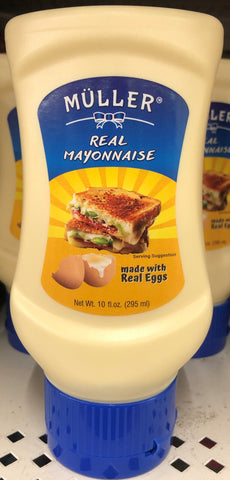 MÜLLER®
REAL
MAYONNAISE
Serving Suggestion
made with
Real Eggs
Net Wt. 10 fl.oz. (295 ml)